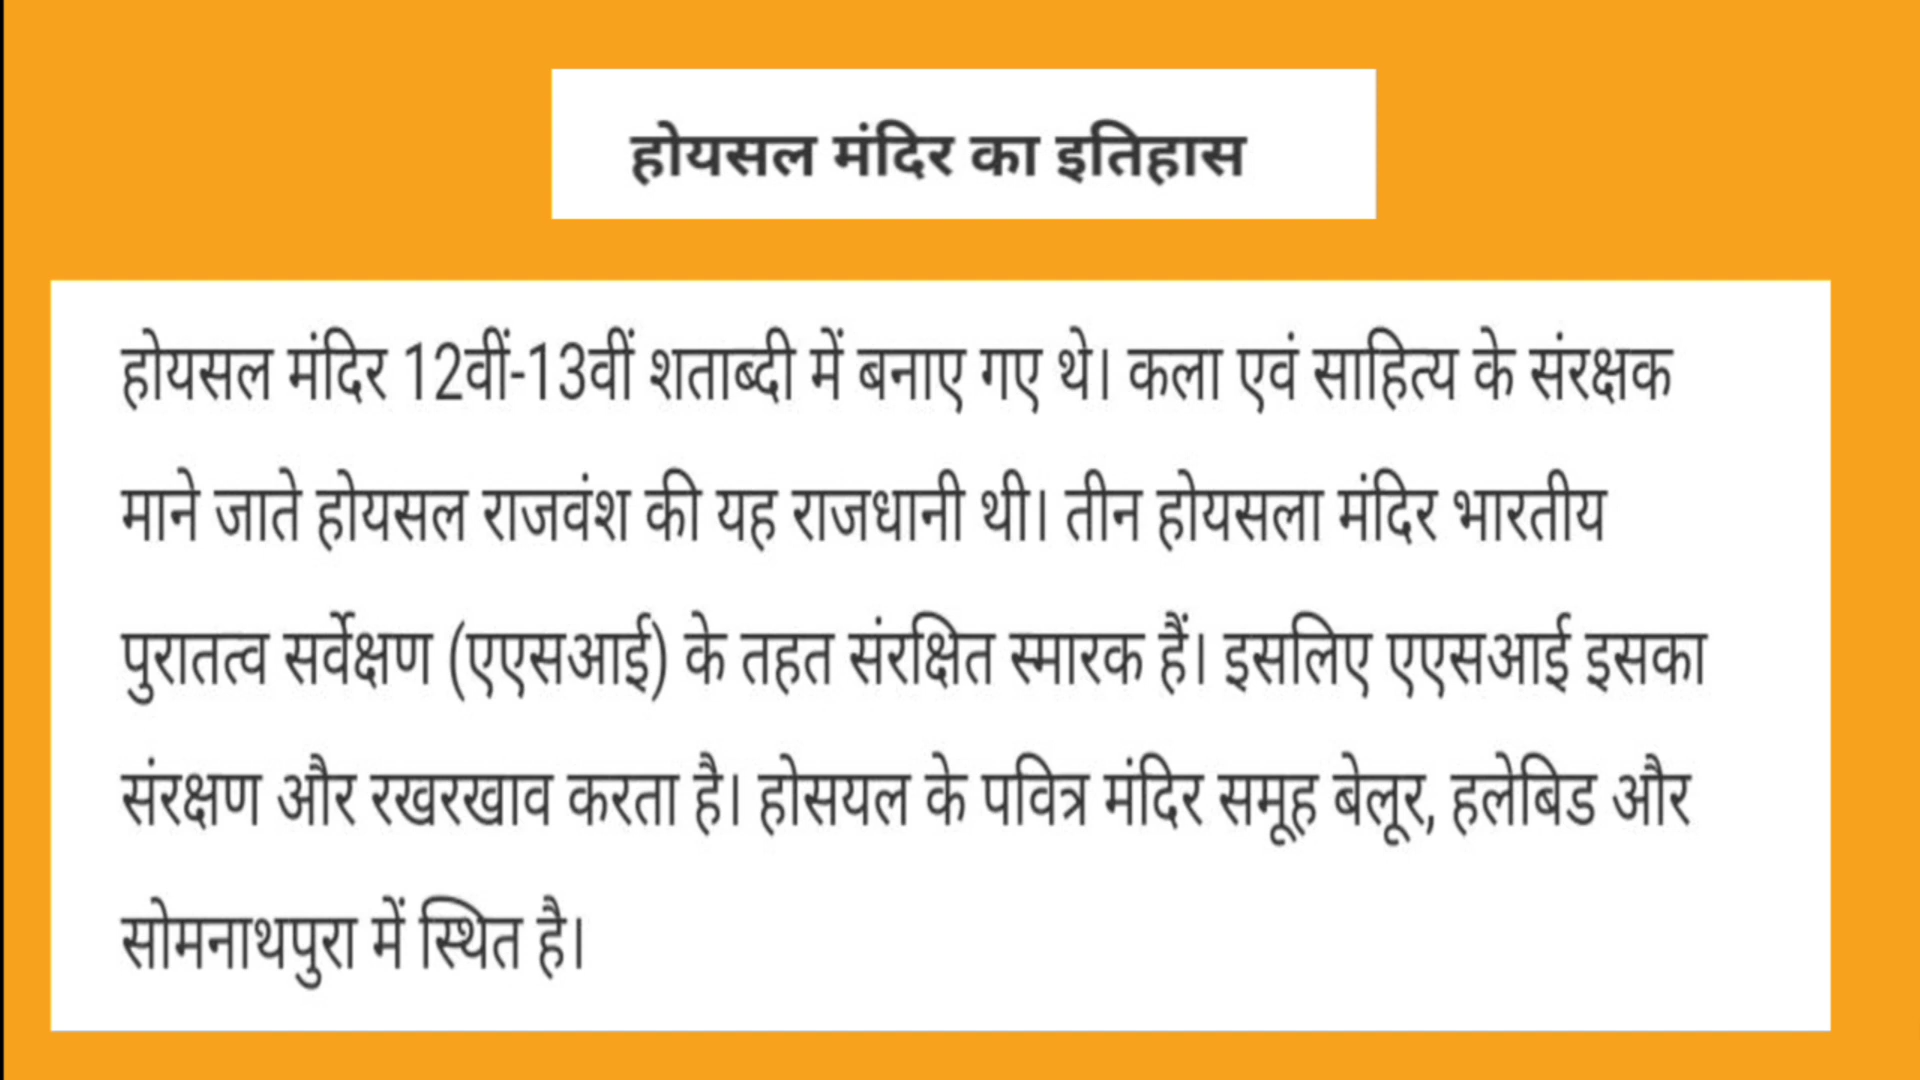 होयसल मंदिर का इतिहास
होयसल मंदिर 12वीं-13वीं शताब्दी में बनाए गए थे। कला एवं साहित्य के संरक्षक
माने जाते होयसल राजवंश की यह राजधानी थी। तीन होयसला मंदिर भारतीय
पुरातत्व सर्वेक्षण (एएसआई) के तहत संरक्षित स्मारक हैं। इसलिए एएसआई इसका
संरक्षण और रखरखाव करता है। होसयल के पवित्र मंदिर समूह बेलूर, हलेबिड और
सोमनाथपुरा में स्थित है।